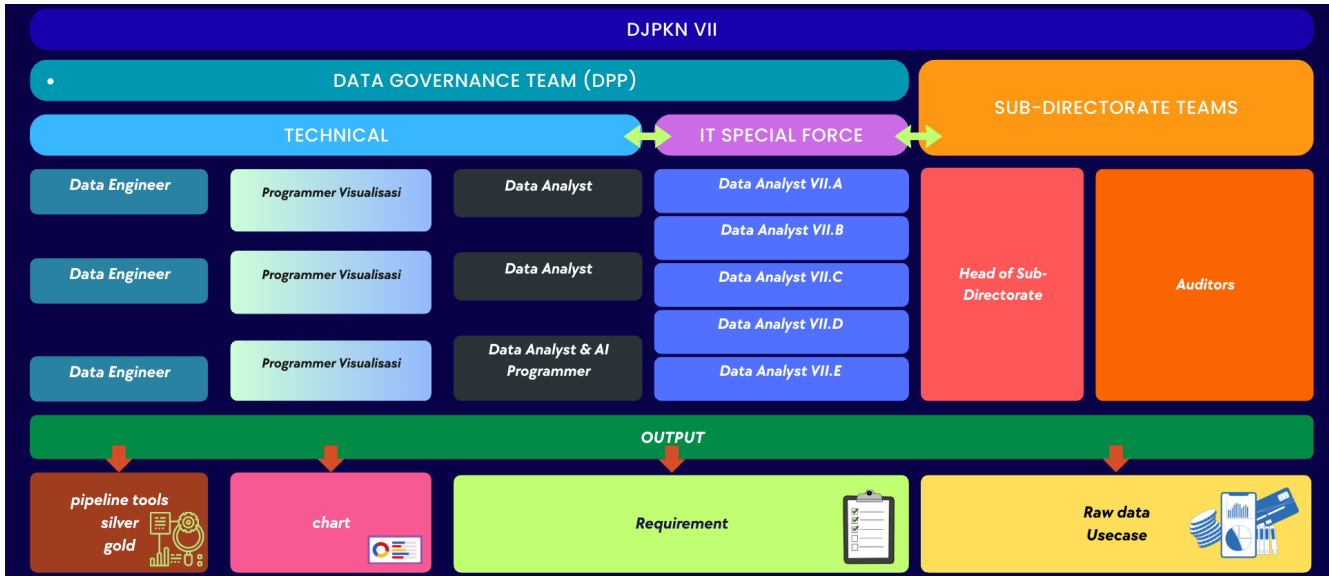 DJPKN VII
DATA GOVERNANCE TEAM (DPP)
SUB-DIRECTORATE TEAMS
TECHNICAL
IT SPECIAL FORCE
Data Engineer
Programmer Visualisasi
Data Analyst
Data Analyst VII.A
Data Analyst VII.B
Data Engineer
Programmer Visualisasi
Data Analyst
Data Analyst VII.C
Head of Sub-
Directorate
Auditors
Data Analyst VII.D
Data Engineer
Programmer Visualisasi
Data Analyst & AI
Programmer
Data Analyst VII.E
OUTPUT
pipeline tools
silver
gold
chart
Requirement
Raw data
Usecase